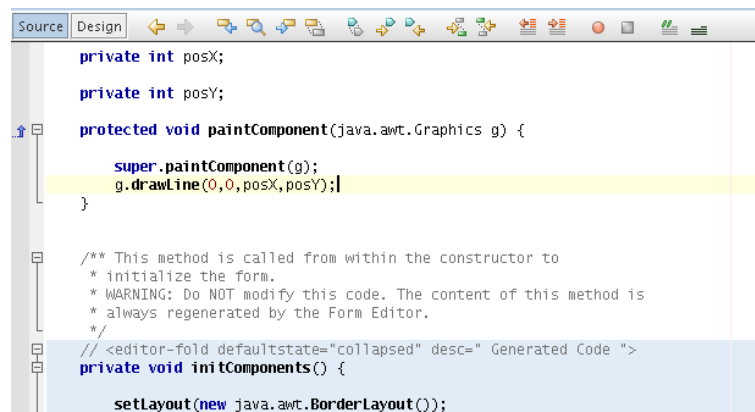 Source Design
private int posX;
private int posY;
protected void paintComponent(java.awt.Graphics g) {
super.paintComponent(g);
g.drawLine(0,0,posX,posY);
}
/** This method is called from within the constructor to
* initialize the form.
* WARNING: Do NOT modify this code. The content of this method is
* always regenerated by the Form Editor.
*/
// <editor-fold defaultstate="collapsed" desc=" Generated Code ">
private void initComponents() {
setLayout(new java.awt.BorderLayout());